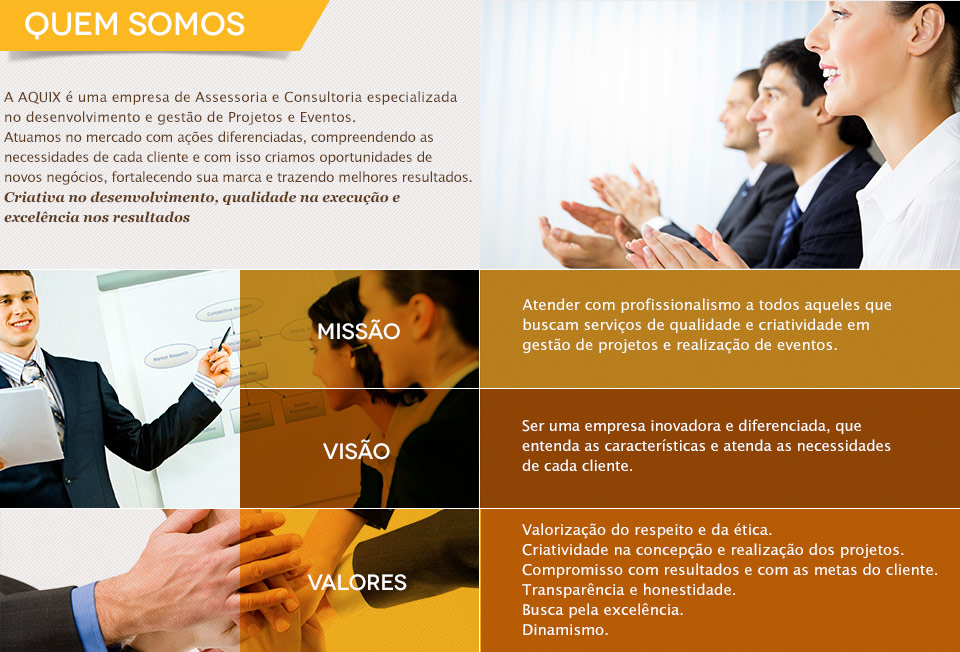 QUEM SOMOS
A AQUIX é uma empresa de Assessoria e Consultoria especializada
no desenvolvimento e gestão de Projetos e Eventos.
Atuamos no mercado com ações diferenciadas, compreendendo as
necessidades de cada cliente e com isso criamos oportunidades de
novos negócios, fortalecendo sua marca e trazendo melhores resultados.
Criativa no desenvolvimento, qualidade na execução e
excelência nos resultados
MISSÃO
Atender com profissionalismo a todos aqueles que
buscam serviços de qualidade e criatividade em
gestão de projetos e realização de eventos.
Market Research
VISÃO
Ser uma empresa inovadora e diferenciada, que
entenda as características e atenda as necessidades
de cada cliente.
VALORES
Valorização do respeito e da ética.
Criatividade na concepção e realização dos projetos.
Compromisso com resultados e com as metas do cliente.
Transparência e honestidade.
Busca pela excelência.
Dinamismo.